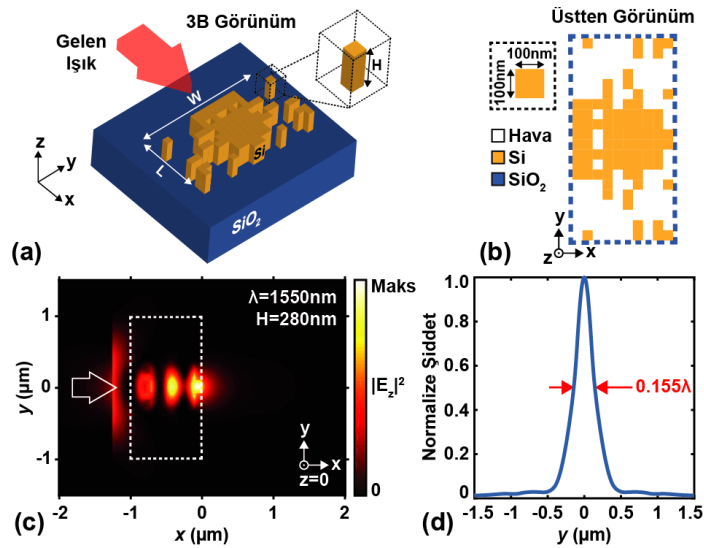 (a)
3B Görünüm
Gelen
Işık
H
W
L
Si
SiO₂
z
y
x
Üstten Görünüm
100nm
100nm
Hava
Si
SiO₂
y
z
x
(b)
λ=1550nm
H=280nm
Maks
|E_z|²
0
y (µm)
1
0
-1
y
x
z=0
-2
-1
0
1
2
x (µm)
(c)
Normalize Şiddet
1.0
0.8
0.6
0.4
0.2
0
0.155λ
-1.5
-1
-0.5
0
0.5
1
1.5
y (µm)
(d)